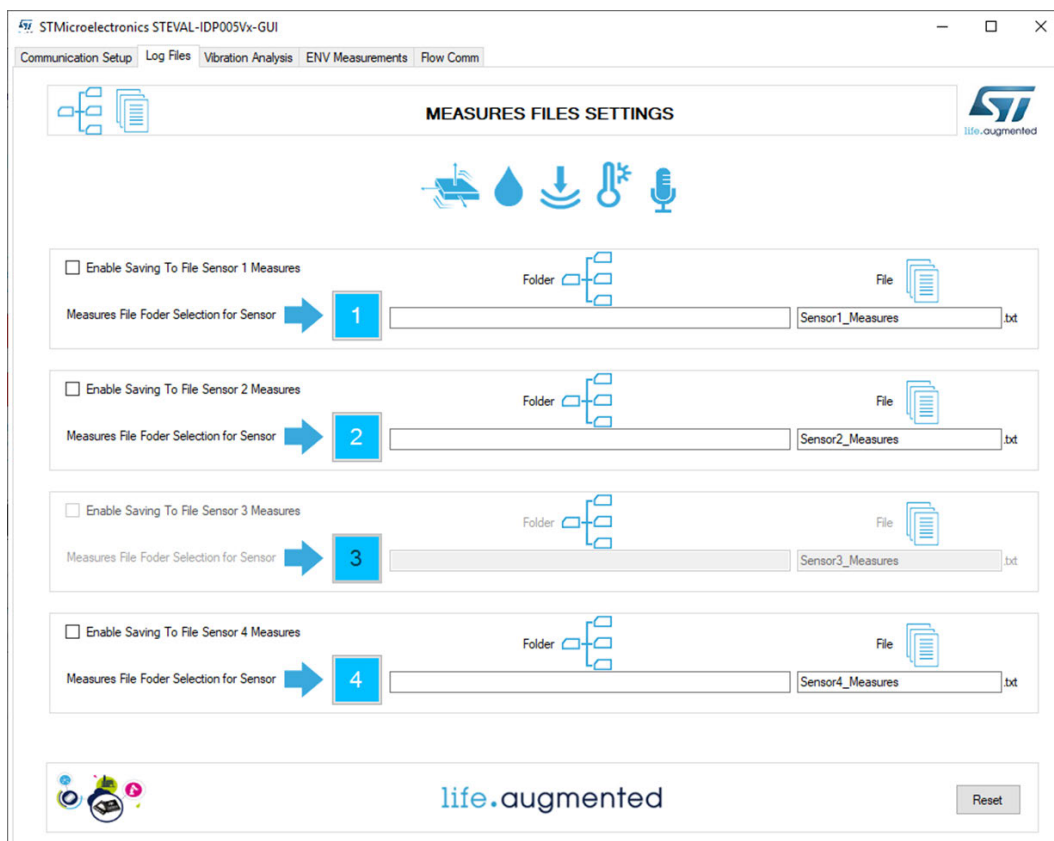 STMicroelectronics STEVAL-IDP005Vx-GUI
Communication Setup Log Files Vibration Analysis ENV Measurements Flow Comm
MEASURES FILES SETTINGS
ST
life.augmented
Enable Saving To File Sensor 1 Measures
Folder File
Measures File Foder Selection for Sensor 1 Sensor1_Measures .txt
Enable Saving To File Sensor 2 Measures
Folder File
Measures File Foder Selection for Sensor 2 Sensor2_Measures .txt
Enable Saving To File Sensor 3 Measures
Folder File
Measures File Foder Selection for Sensor 3 Sensor3_Measures .txt
Enable Saving To File Sensor 4 Measures
Folder File
Measures File Foder Selection for Sensor 4 Sensor4_Measures .txt
life.augmented Reset